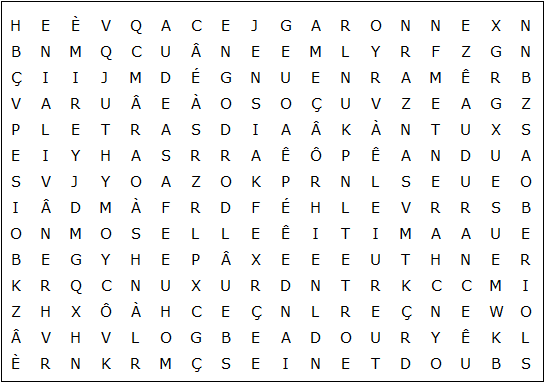 H E È V Q A C E J G A R O N N E X N
B N M Q C U Â N E E M L Y R F Z G N
Ç I I J M D É G N U E N R A M Ê R B
V A R U Â E À O S O Ç U V Z E A G Z
P L E T R A S D I A Â K À N T U X S
E I Y H A S R R A Ê Ô P Ê A N D U A
S V J Y O A Z O K P R N L S E U E O
I Â D M À F R D F É H L E V R R S B
O N M O S E L L E Ê I T I M A A U E
B E G Y H E P Â X E E E U T H N E R
K R Q C N U X U R D N T R K C C M I
Z H X Ô À H C E Ç N L R E Ç N E W O
Â V H V L O G B E A D O U R Y Ê K L
È R N K R M Ç S E I N E T D O U B S